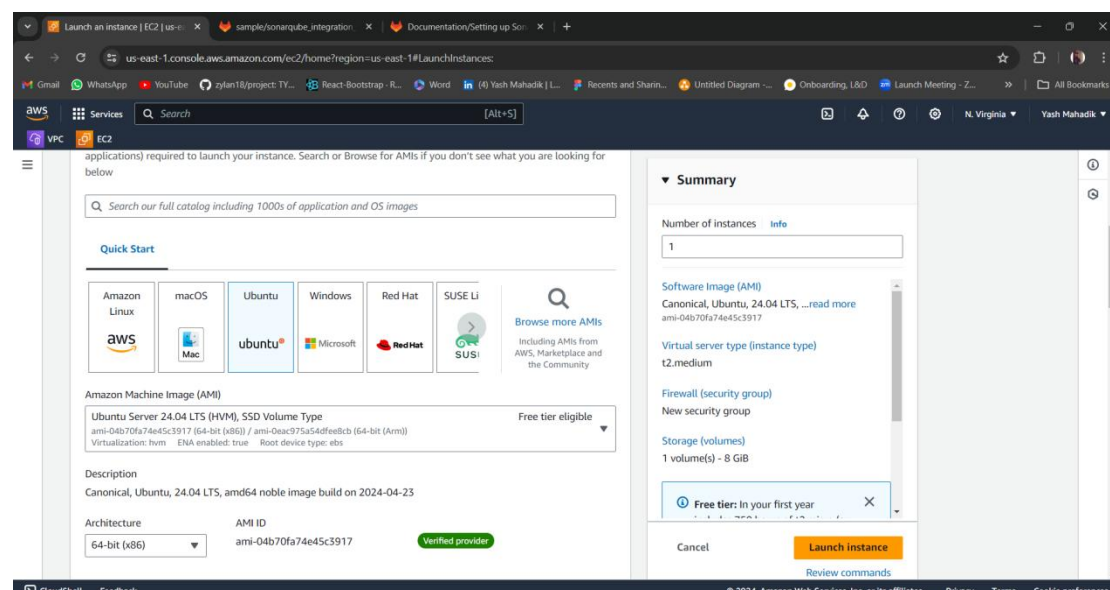 Launch an instance | EC2 | us-e
sample/sonarqube_integration
Documentation/Setting up Son
us-east-1.console.aws.amazon.com/ec2/home?region=us-east-1#LaunchInstances:
Gmail WhatsApp YouTube zylan18/project: TY... React-Bootstrap · R... Word (4) Yash Mahadik | L... Recents and Sharin... Untitled Diagram -... Onboarding, L&D Launch Meeting - Z... » All Bookmarks
aws Services Search [Alt+S] N. Virginia Yash Mahadik
VPC EC2
applications) required to launch your instance. Search or Browse for AMIs if you don't see what you are looking for
below
Search our full catalog including 1000s of application and OS images
Quick Start
Amazon Linux
aws
macOS
Mac
Ubuntu
ubuntu
Windows
Microsoft
Red Hat
RedHat
SUSE Li
SUS
Browse more AMIs
Including AMIs from
AWS, Marketplace and
the Community
Amazon Machine Image (AMI)
Ubuntu Server 24.04 LTS (HVM), SSD Volume Type Free tier eligible
ami-04b70fa74e45c3917 (64-bit (x86)) / ami-0eac975a54dfee8cb (64-bit (Arm))
Virtualization: hvm ENA enabled: true Root device type: ebs
Description
Canonical, Ubuntu, 24.04 LTS, amd64 noble image build on 2024-04-23
Architecture AMI ID
64-bit (x86) ami-04b70fa74e45c3917 Verified provider
Summary
Number of instances Info
1
Software Image (AMI)
Canonical, Ubuntu, 24.04 LTS, ...read more
ami-04b70fa74e45c3917
Virtual server type (instance type)
t2.medium
Firewall (security group)
New security group
Storage (volumes)
1 volume(s) - 8 GiB
Free tier: In your first year
Cancel Launch instance
Review commands